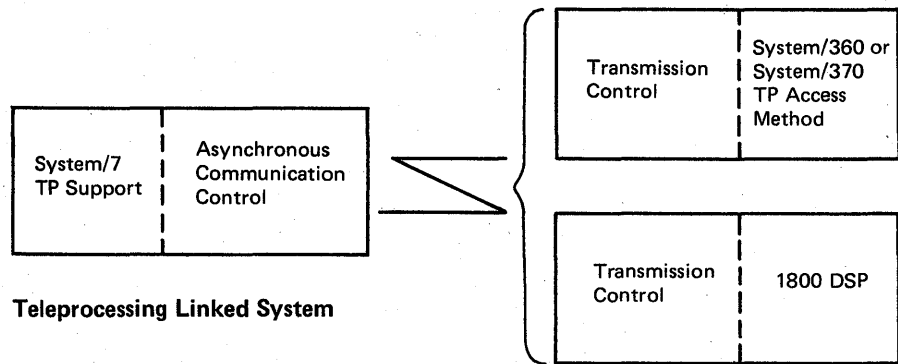 System/7
TP Support
Asynchronous
Communication
Control
Transmission
Control
System/360 or
System/370
TP Access
Method
Transmission
Control
1800 DSP
Teleprocessing Linked System